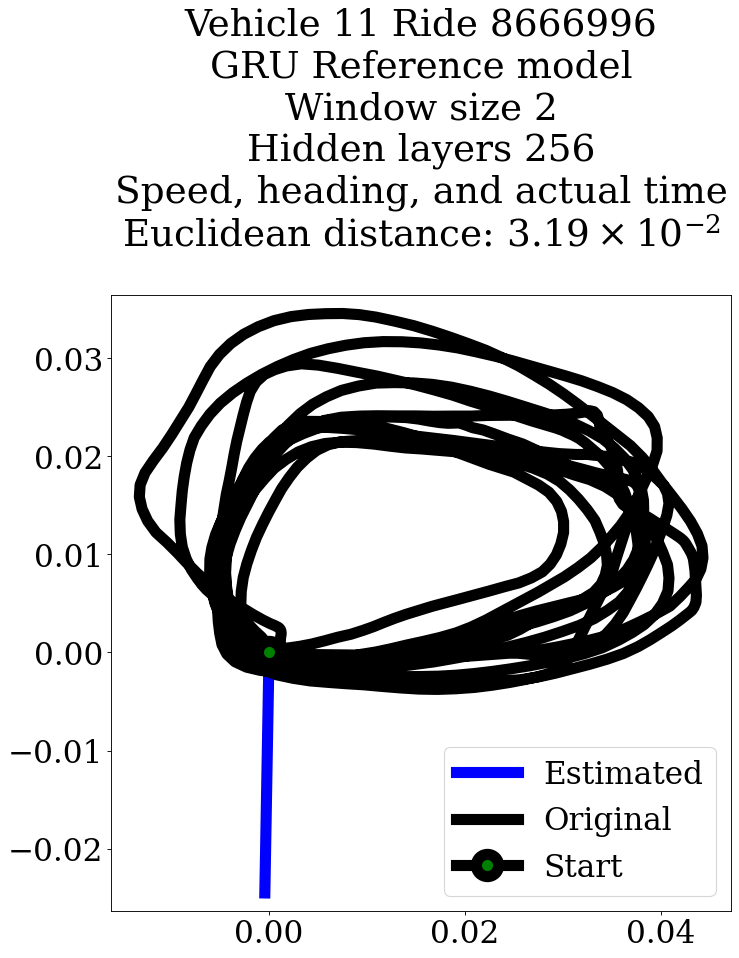 Vehicle 11 Ride 8666996
GRU Reference model
Window size 2
Hidden layers 256
Speed, heading, and actual time
Euclidean distance: 3.19 × 10⁻²
0.03
0.02
0.01
0.00
−0.01
−0.02
Estimated
Original
Start
0.00 0.02 0.04